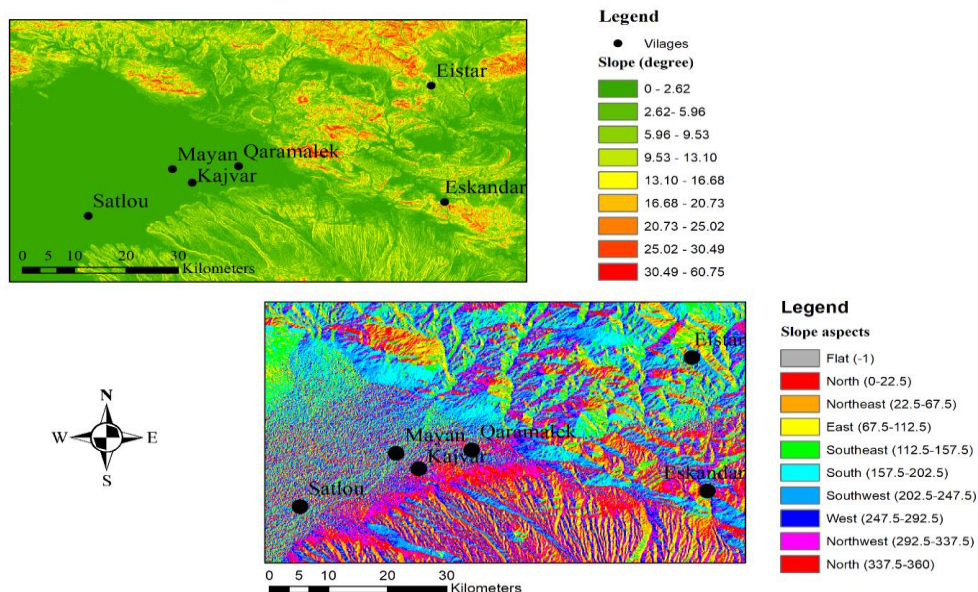 Legend
Vilages
Slope (degree)
0 - 2.62
2.62- 5.96
5.96 - 9.53
9.53 - 13.10
13.10 - 16.68
16.68 - 20.73
20.73 - 25.02
25.02 - 30.49
30.49 - 60.75
Eistar
Mayan
Qaramalek
Kajvar
Eskandar
Satlou
0 5 10 20 30
Kilometers
Legend
Slope aspects
Flat (-1)
North (0-22.5)
Northeast (22.5-67.5)
East (67.5-112.5)
Southeast (112.5-157.5)
South (157.5-202.5)
Southwest (202.5-247.5)
West (247.5-292.5)
Northwest (292.5-337.5)
North (337.5-360)
Eistar
Mayan
Qaramalek
Kajvar
Eskandar
Satlou
0 5 10 20 30
Kilometers
N
W E
S